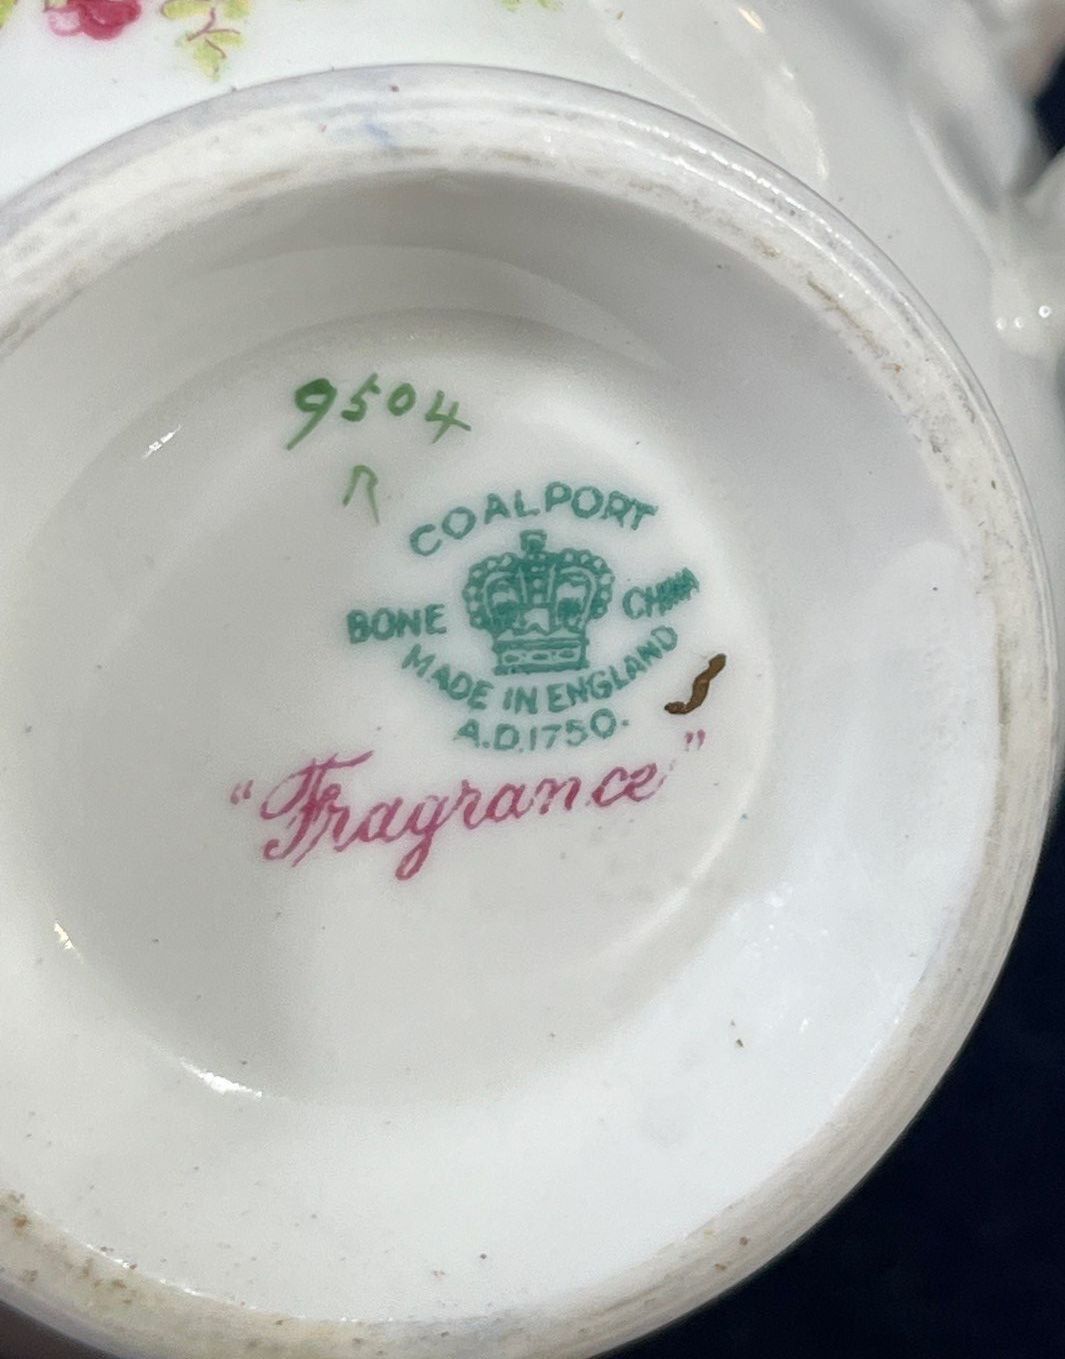 9504
R
COALPORT
BONE CHINA
MADE IN ENGLAND
A.D.1750.
"Fragrance"